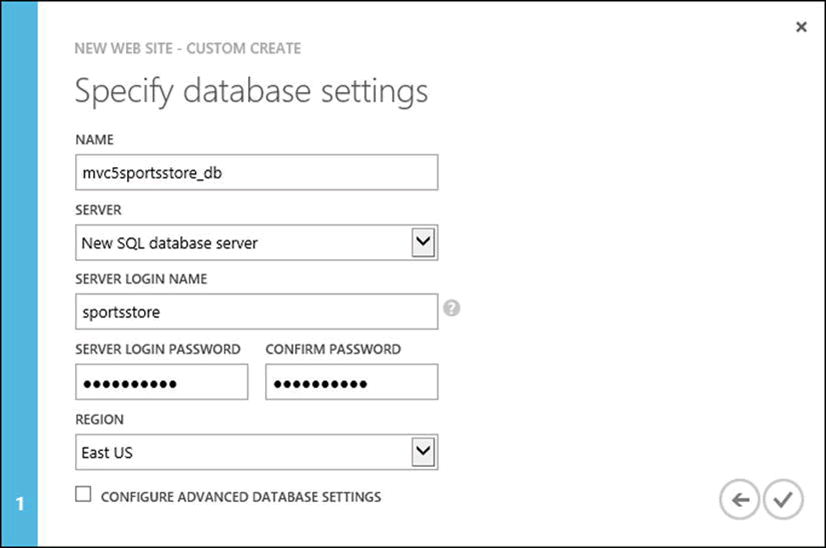 NEW WEB SITE - CUSTOM CREATE
Specify database settings
NAME
mvc5sportsstore_db
SERVER
New SQL database server
SERVER LOGIN NAME
sportsstore
?
SERVER LOGIN PASSWORD CONFIRM PASSWORD
●●●●●●●●●● ●●●●●●●●●●
REGION
East US
CONFIGURE ADVANCED DATABASE SETTINGS
1